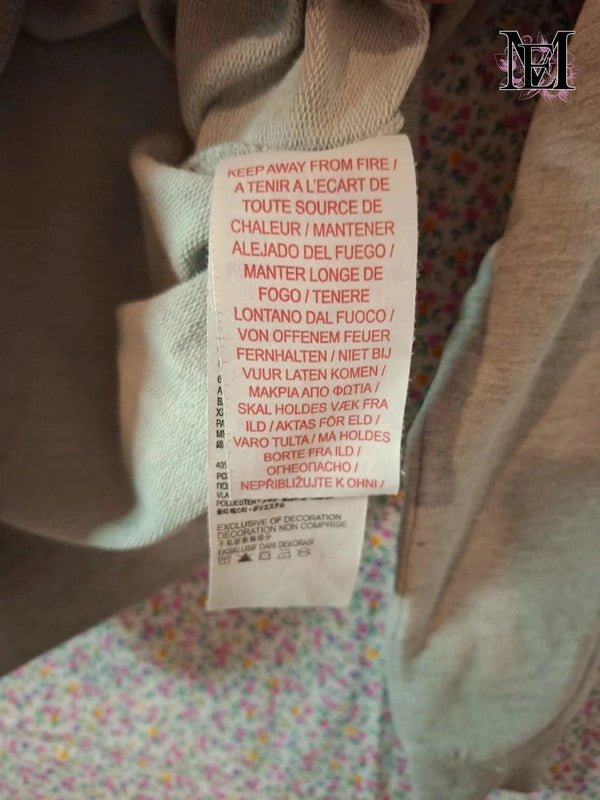 MEI
KEEP AWAY FROM FIRE /
A TENIR A L'ECART DE
TOUTE SOURCE DE
CHALEUR / MANTENER
ALEJADO DEL FUEGO /
MANTER LONGE DE
FOGO / TENERE
LONTANO DAL FUOCO /
VON OFFENEM FEUER
FERNHALTEN / NIET BIJ
VUUR LATEN KOMEN /
ΜΑΚΡΙΑ ΑΠΟ ΦΩΤΙΑ /
SKAL HOLDES VÆK FRA
ILD / AKTAS FÖR ELD /
VARO TULTA / MÅ HOLDES
BORTE FRA ILD /
ОГНЕОПАСНО /
NEPŘIBLIŽUJTE K OHNI /
EXCLUSIVE OF DECORATION
DECORATION NON COMPRISE
EKSKLUSIF DARI DEKORASI